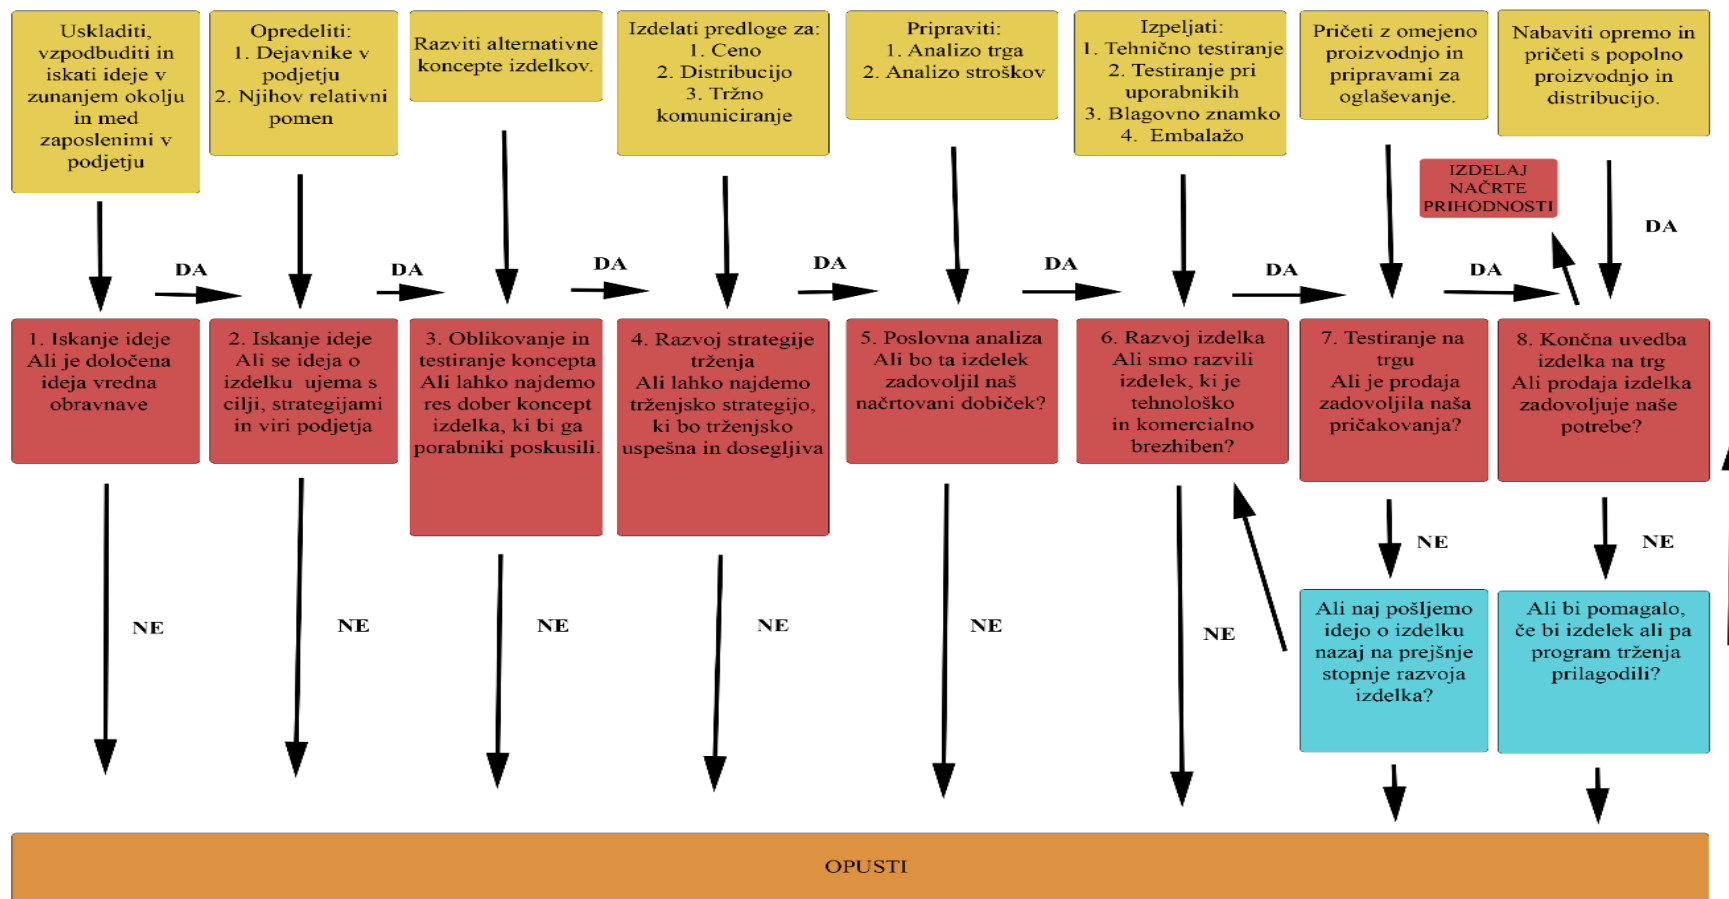 Uskladiti,
vzpodbuditi in
iskati ideje v
zunanjem okolju
in med
zaposlenimi v
podjetju
Opredeliti:
1. Dejavnike v
podjetju
2. Njihov relativni
pomen
Razviti alternativne
koncepte izdelkov.
Izdelati predloge za:
1. Ceno
2. Distribucijo
3. Tržno
komuniciranje
Pripraviti:
1. Analizo trga
2. Analizo stroškov
Izpeljati:
1. Tehnično testiranje
2. Testiranje pri
uporabnikih
3. Blagovno znamko
4. Embalažo
Pričeti z omejeno
proizvodnjo in
pripravami za
oglaševanje.
Nabaviti opremo in
pričeti s popolno
proizvodnjo in
distribucijo.
IZDELAJ
NAČRTE
PRIHODNOSTI
DA
DA
DA
DA
DA
DA
DA
DA
1. Iskanje ideje
Ali je določena
ideja vredna
obravnave
2. Iskanje ideje
Ali se ideja o
izdelku ujema s
cilji, strategijami
in viri podjetja
3. Oblikovanje in
testiranje koncepta
Ali lahko najdemo
res dober koncept
izdelka, ki bi ga
porabniki poskusili.
4. Razvoj strategije
trženja
Ali lahko najdemo
trženjsko strategijo,
ki bo trženjsko
uspešna in dosegljiva
5. Poslovna analiza
Ali bo ta izdelek
zadovoljil naš
načrtovani dobiček?
6. Razvoj izdelka
Ali smo razvili
izdelek, ki je
tehnološko
in komercialno
brezhiben?
7. Testiranje na
trgu
Ali je prodaja
zadovoljila naša
pričakovanja?
8. Končna uvedba
izdelka na trg
Ali prodaja izdelka
zadovoljuje naše
potrebe?
NE
NE
NE
NE
NE
NE
NE
NE
Ali naj pošljemo
idejo o izdelku
nazaj na prejšnje
stopnje razvoja
izdelka?
Ali bi pomagalo,
če bi izdelek ali pa
program trženja
prilagodili?
OPUSTI